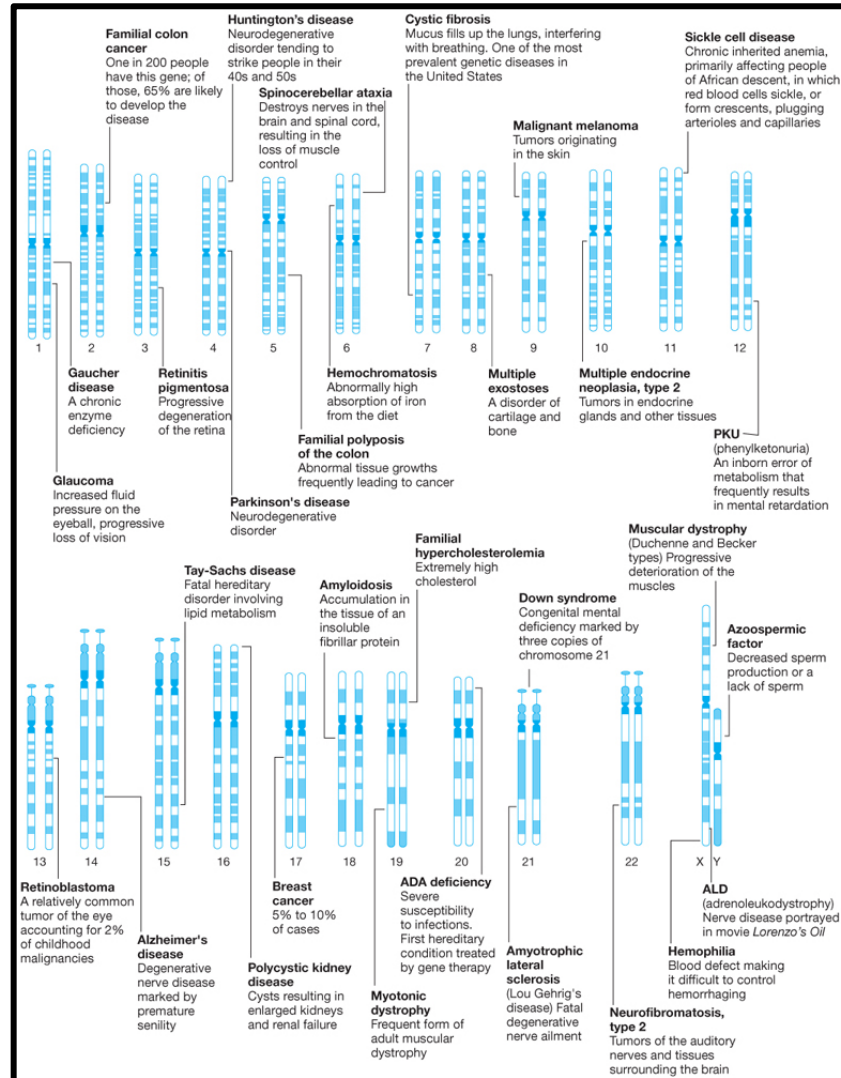 Familial colon
cancer
One in 200 people
have this gene; of
those, 65% are likely
to develop the
disease
Huntington's disease
Neurodegenerative
disorder tending to
strike people in their
40s and 50s
Spinocerebellar ataxia
Destroys nerves in the
brain and spinal cord,
resulting in the
loss of muscle
control
Cystic fibrosis
Mucus fills up the lungs, interfering
with breathing. One of the most
prevalent genetic diseases in
the United States
Malignant melanoma
Tumors originating
in the skin
Sickle cell disease
Chronic inherited anemia,
primarily affecting people
of African descent, in which
red blood cells sickle, or
form crescents, plugging
arterioles and capillaries
1 2 3 4 5 6 7 8 9 10 11 12
Gaucher
disease
A chronic
enzyme
deficiency
Retinitis
pigmentosa
Progressive
degeneration
of the retina
Hemochromatosis
Abnormally high
absorption of iron
from the diet
Multiple
exostoses
A disorder of
cartilage and
bone
Multiple endocrine
neoplasia, type 2
Tumors in endocrine
glands and other tissues
Glaucoma
Increased fluid
pressure on the
eyeball, progressive
loss of vision
Parkinson's disease
Neurodegenerative
disorder
Familial polyposis
of the colon
Abnormal tissue growths
frequently leading to cancer
PKU
(phenylketonuria)
An inborn error of
metabolism that
frequently results
in mental retardation
Tay-Sachs disease
Fatal hereditary
disorder involving
lipid metabolism
Amyloidosis
Accumulation in
the tissue of an
insoluble
fibrillar protein
Familial
hypercholesterolemia
Extremely high
cholesterol
Down syndrome
Congenital mental
deficiency marked by
three copies of
chromosome 21
Muscular dystrophy
(Duchenne and Becker
types) Progressive
deterioration of the
muscles
Azoospermic
factor
Decreased sperm
production or a
lack of sperm
13 14 15 16 17 18 19 20 21 22 X Y
Retinoblastoma
A relatively common
tumor of the eye
accounting for 2%
of childhood
malignancies
Alzheimer's
disease
Degenerative
nerve disease
marked by
premature
senility
Polycystic kidney
disease
Cysts resulting in
enlarged kidneys
and renal failure
Breast
cancer
5% to 10%
of cases
Myotonic
dystrophy
Frequent form of
adult muscular
dystrophy
ADA deficiency
Severe
susceptibility
to infections.
First hereditary
condition treated
by gene therapy
Amyotrophic
lateral
sclerosis
(Lou Gehrig's
disease) Fatal
degenerative
nerve ailment
Neurofibromatosis,
type 2
Tumors of the auditory
nerves and tissues
surrounding the brain
Hemophilia
Blood defect making
it difficult to control
hemorrhaging
ALD
(adrenoleukodystrophy)
Nerve disease portrayed
in movie Lorenzo's Oil